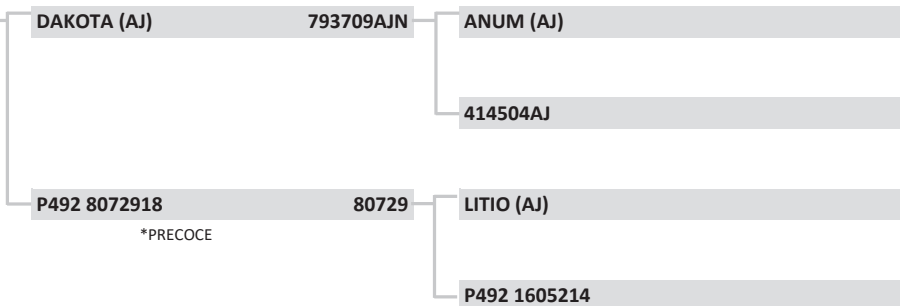 DAKOTA (AJ) 793709AJN
ANUM (AJ)
414504AJ
P492 8072918 80729
*PRECOCE
LITIO (AJ)
P492 1605214